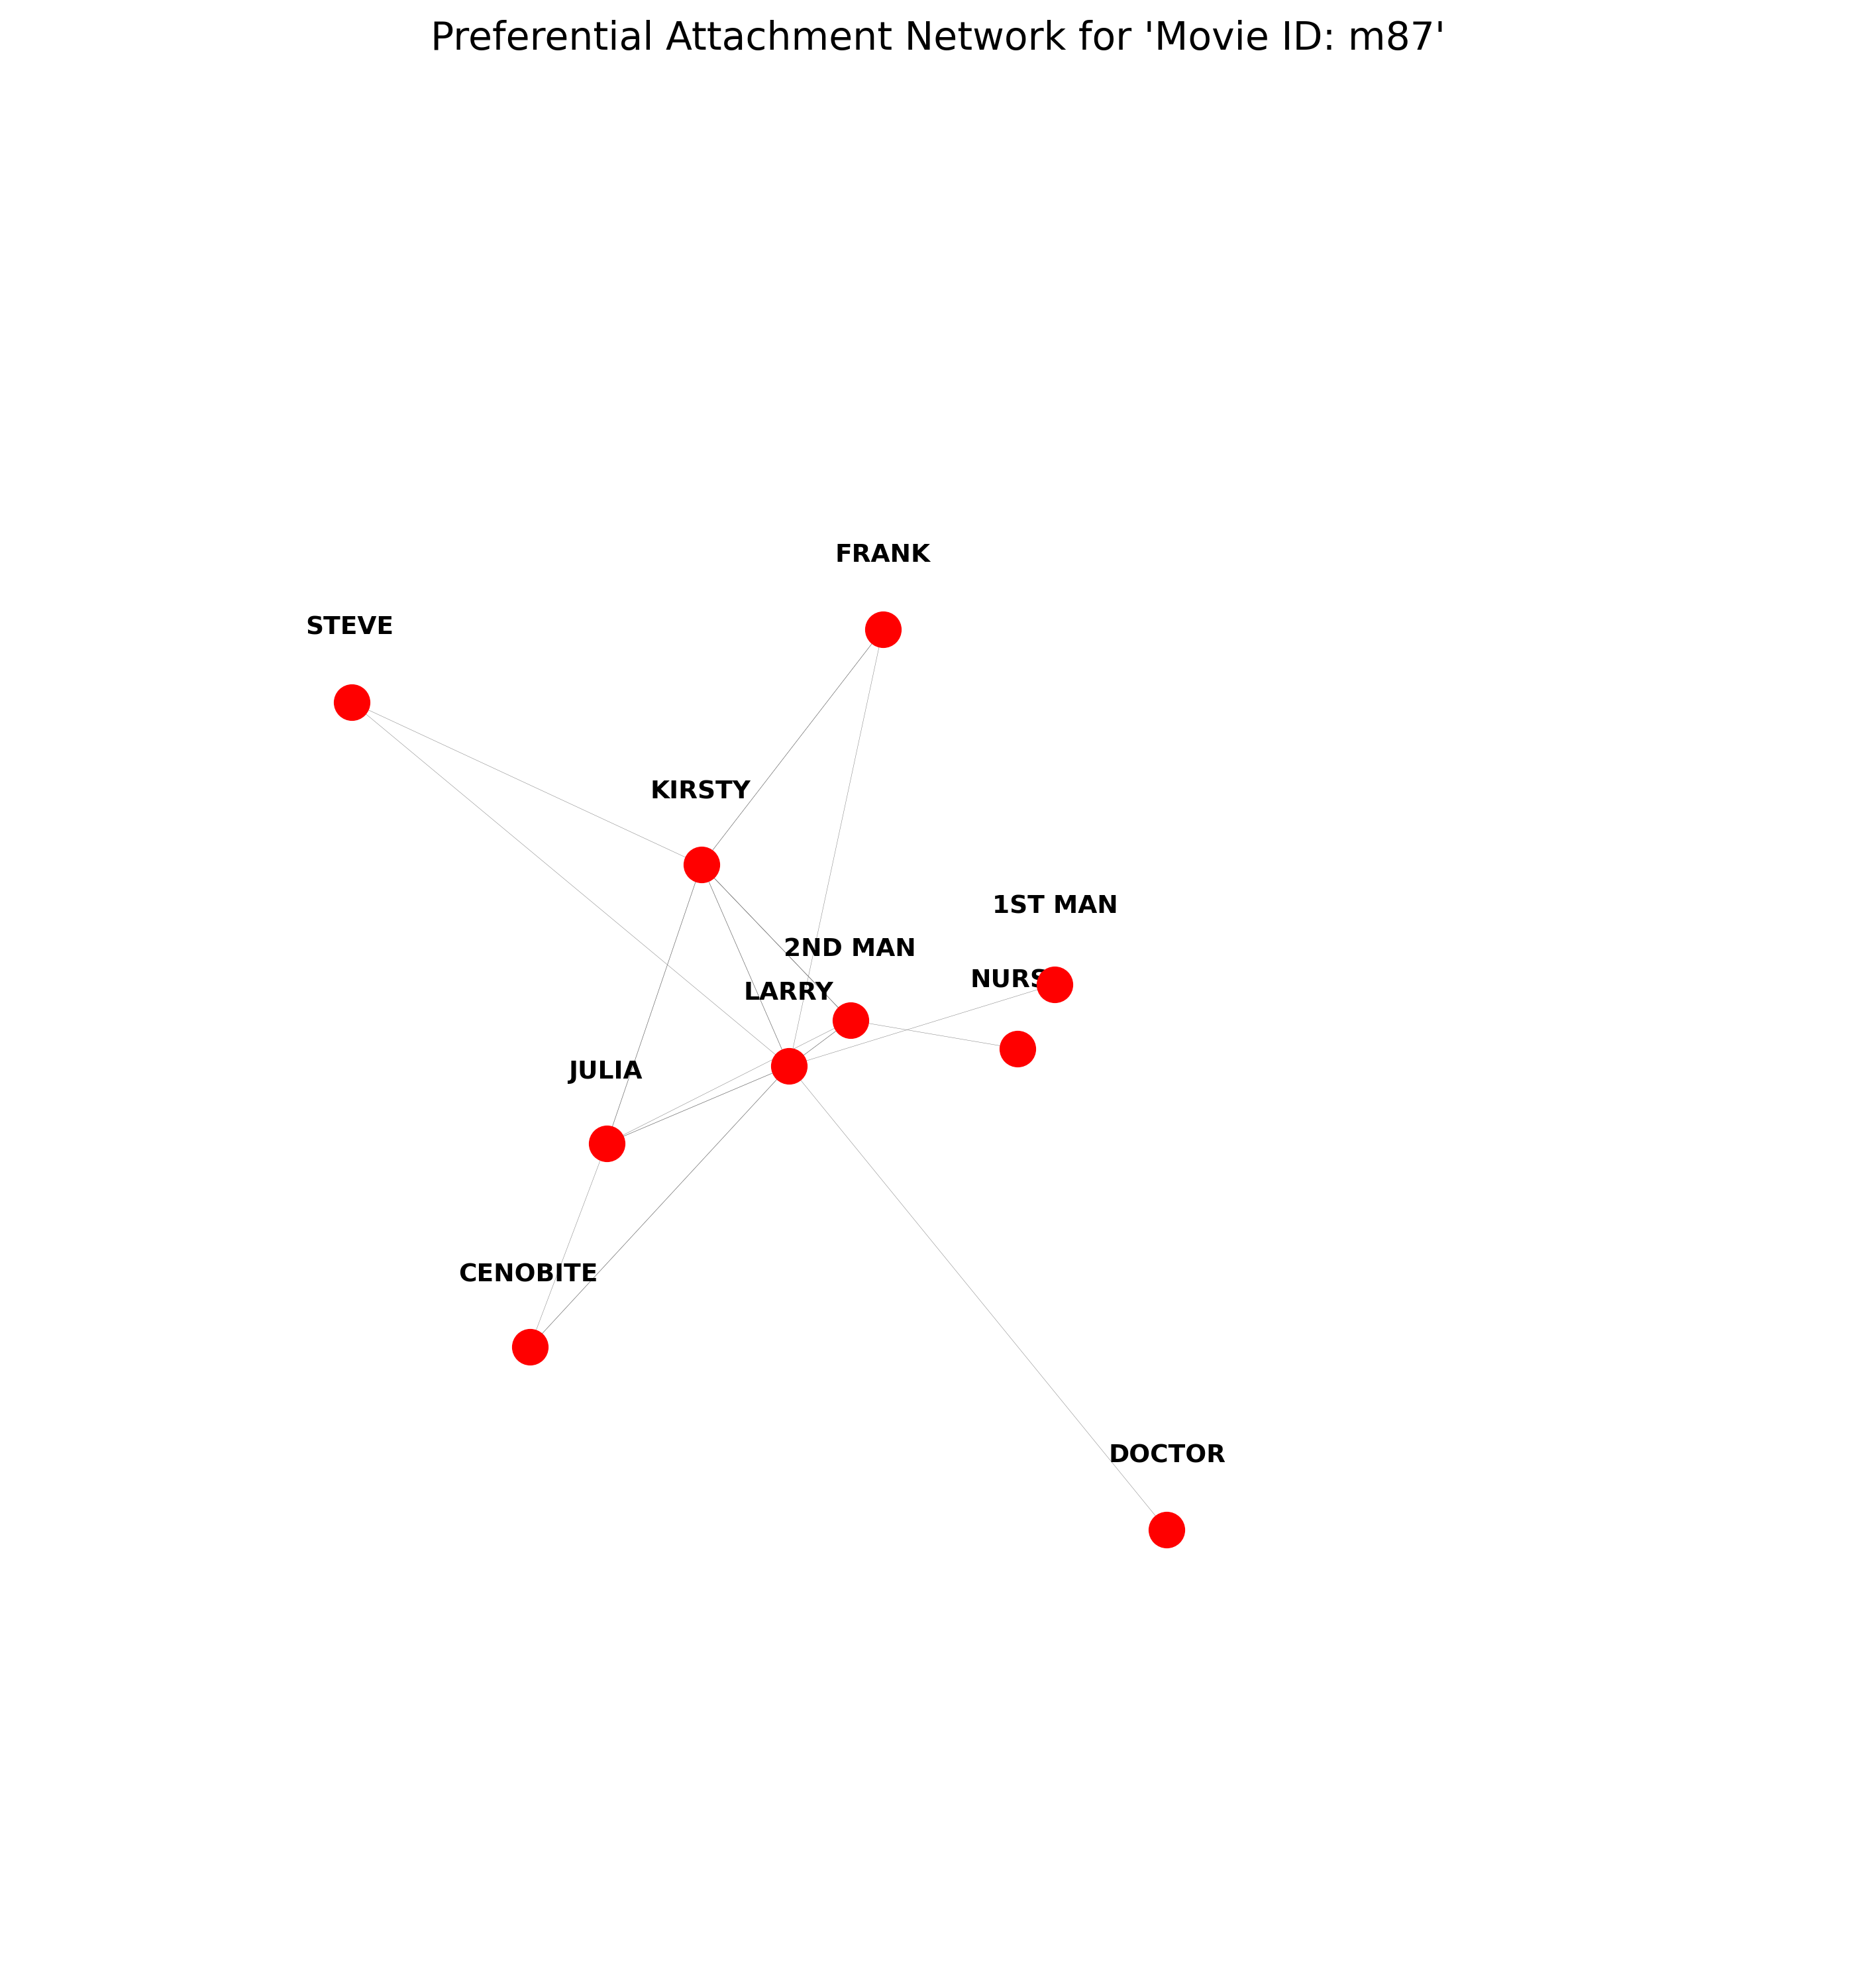 Preferential Attachment Network for 'Movie ID: m87'
FRANK
STEVE
KIRSTY
1ST MAN
2ND MAN
NURS
LARRY
JULIA
CENOBITE
DOCTOR